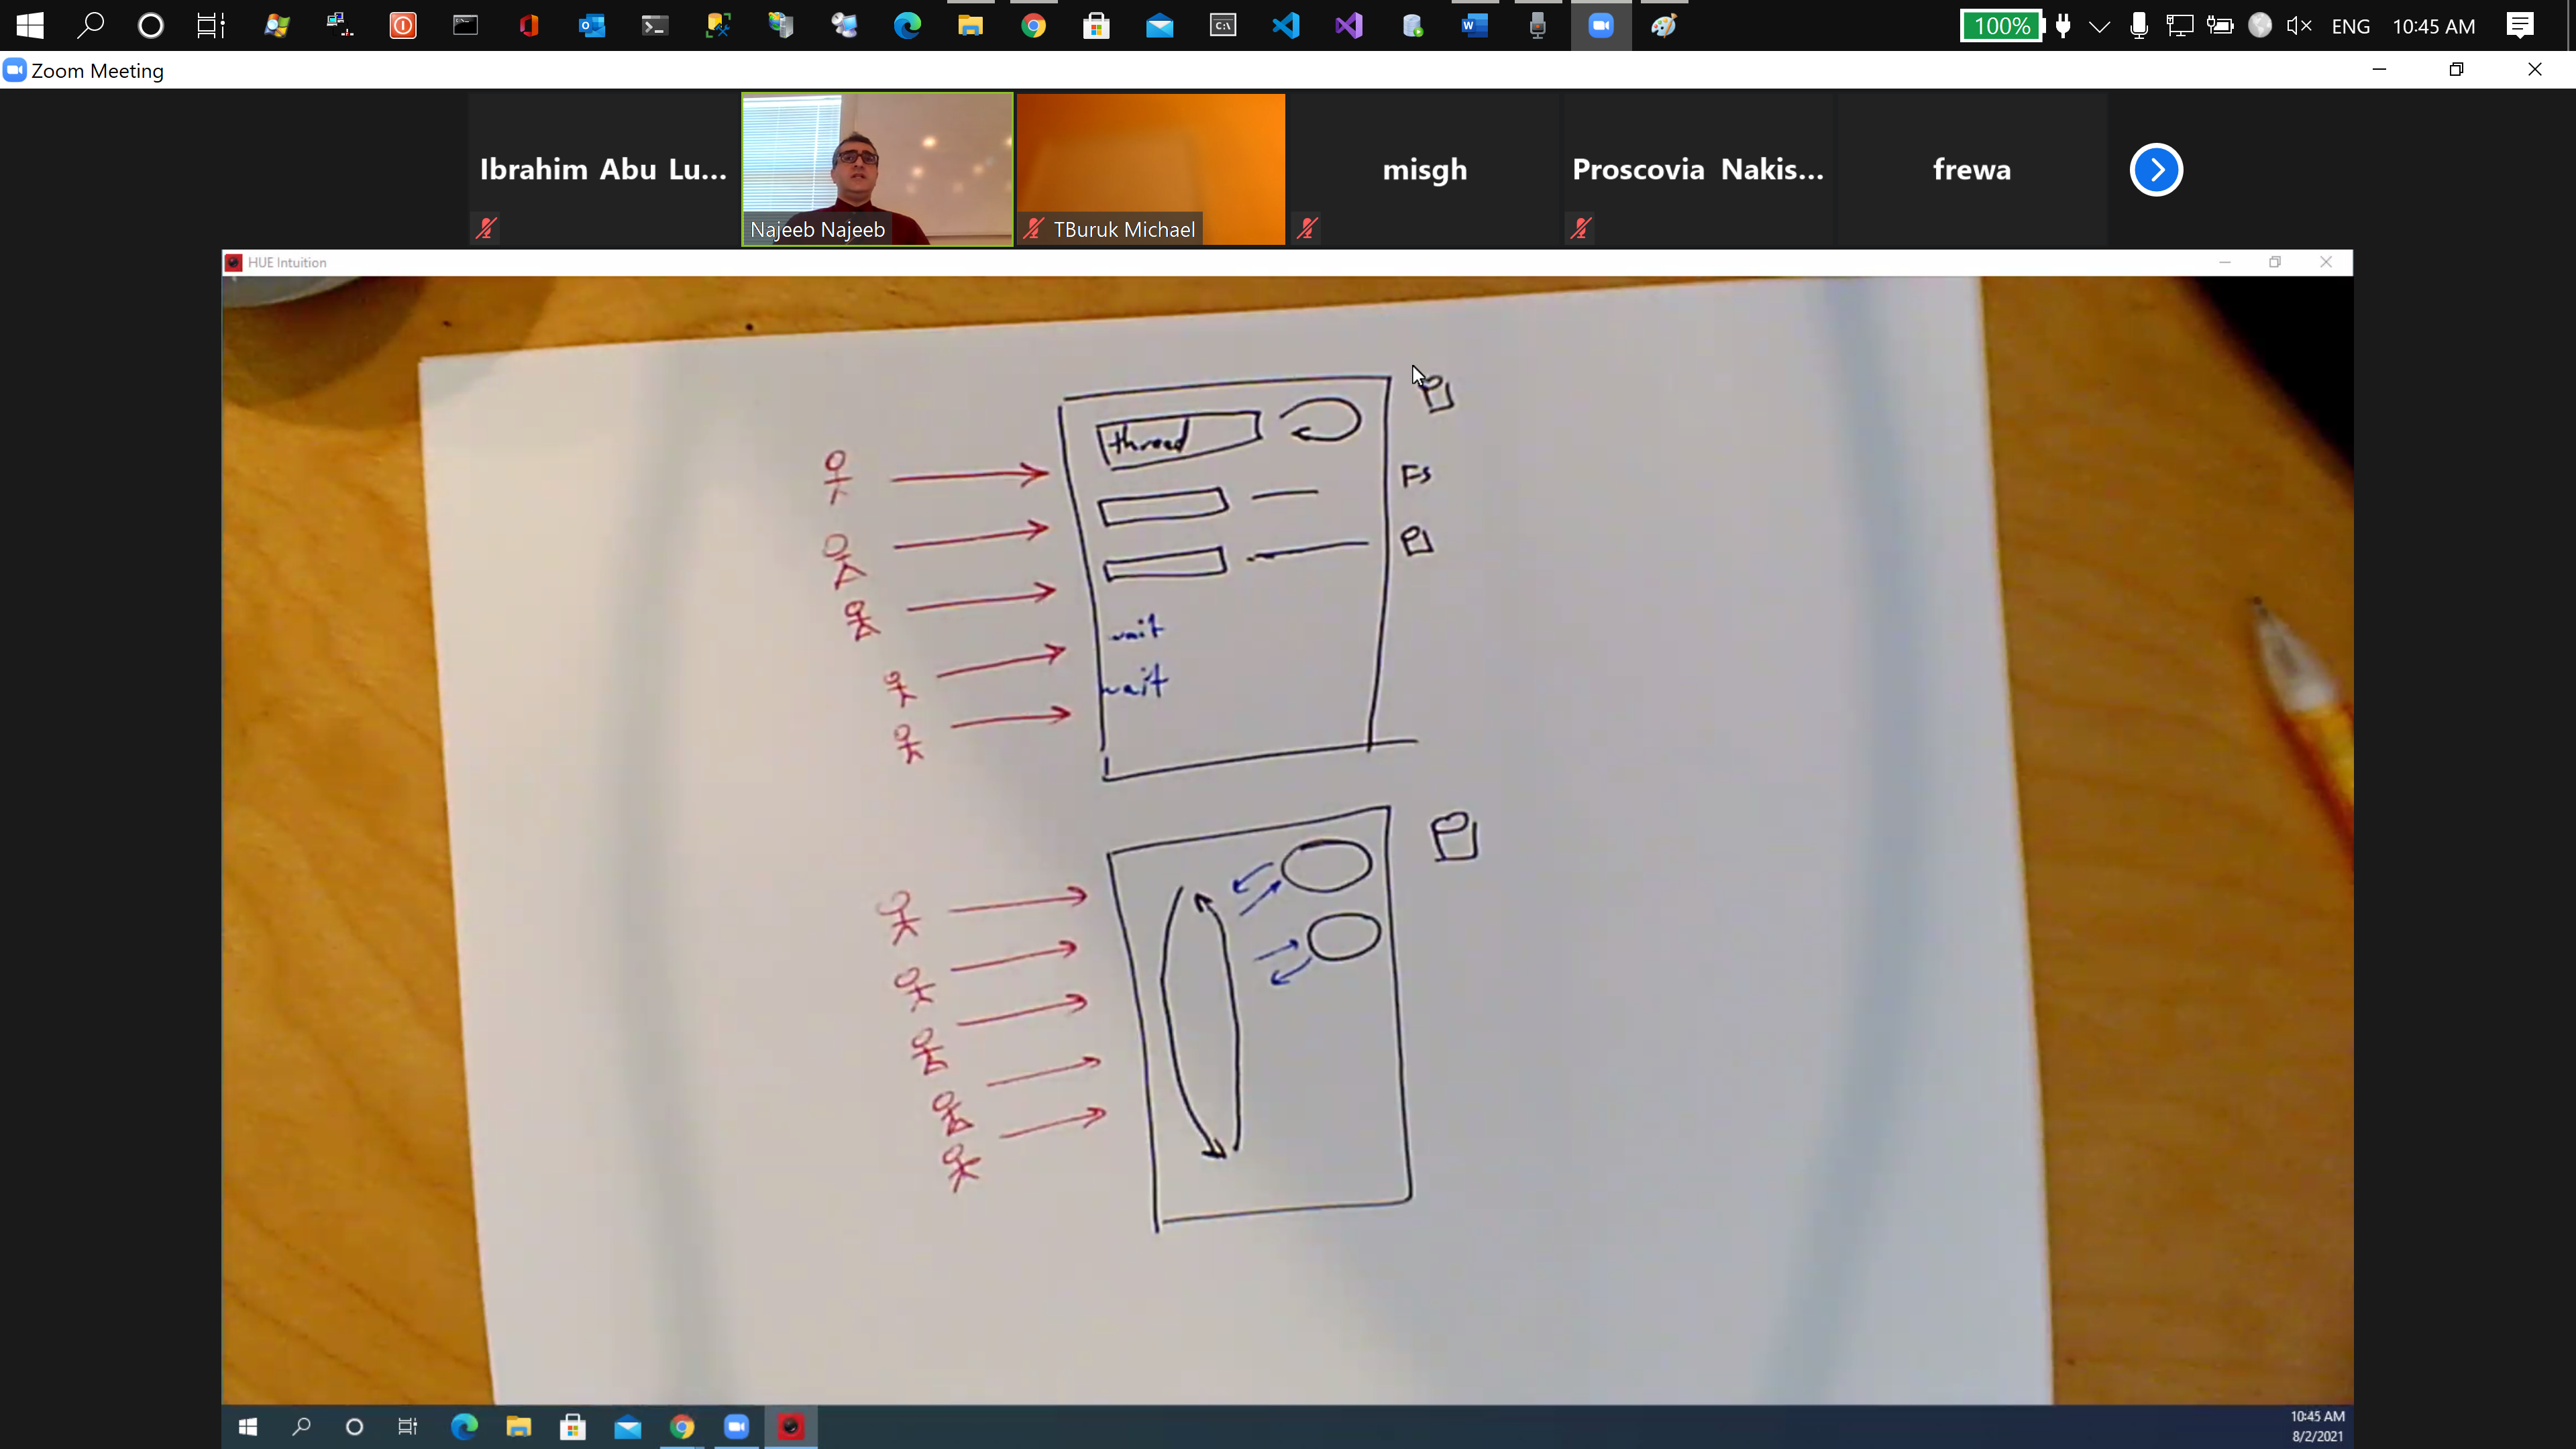 100%
ENG
10:45 AM
Zoom Meeting
Ibrahim Abu Lu...
Najeeb Najeeb
TBuruk Michael
misgh
Proscovia Nakis...
frewa
HUE Intuition
thread
FS
wait
wait
10:45 AM
8/2/2021